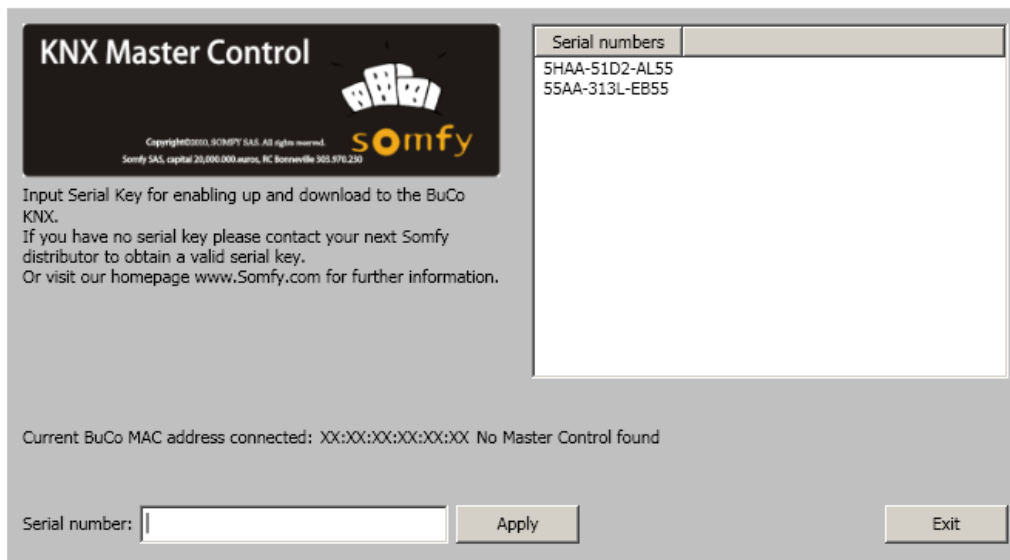 KNX Master Control
somfy
Copyright©2010, SOMFY SAS. All rights reserved.
Somfy SAS, capital 20,000.000.euros, RC Bonneville 303.970.230
Input Serial Key for enabling up and download to the BuCo
KNX.
If you have no serial key please contact your next Somfy
distributor to obtain a valid serial key.
Or visit our homepage www.Somfy.com for further information.
Serial numbers
5HAA-51D2-AL55
55AA-313L-EB55
Current BuCo MAC address connected: XX:XX:XX:XX:XX:XX No Master Control found
Serial number:
Apply
Exit